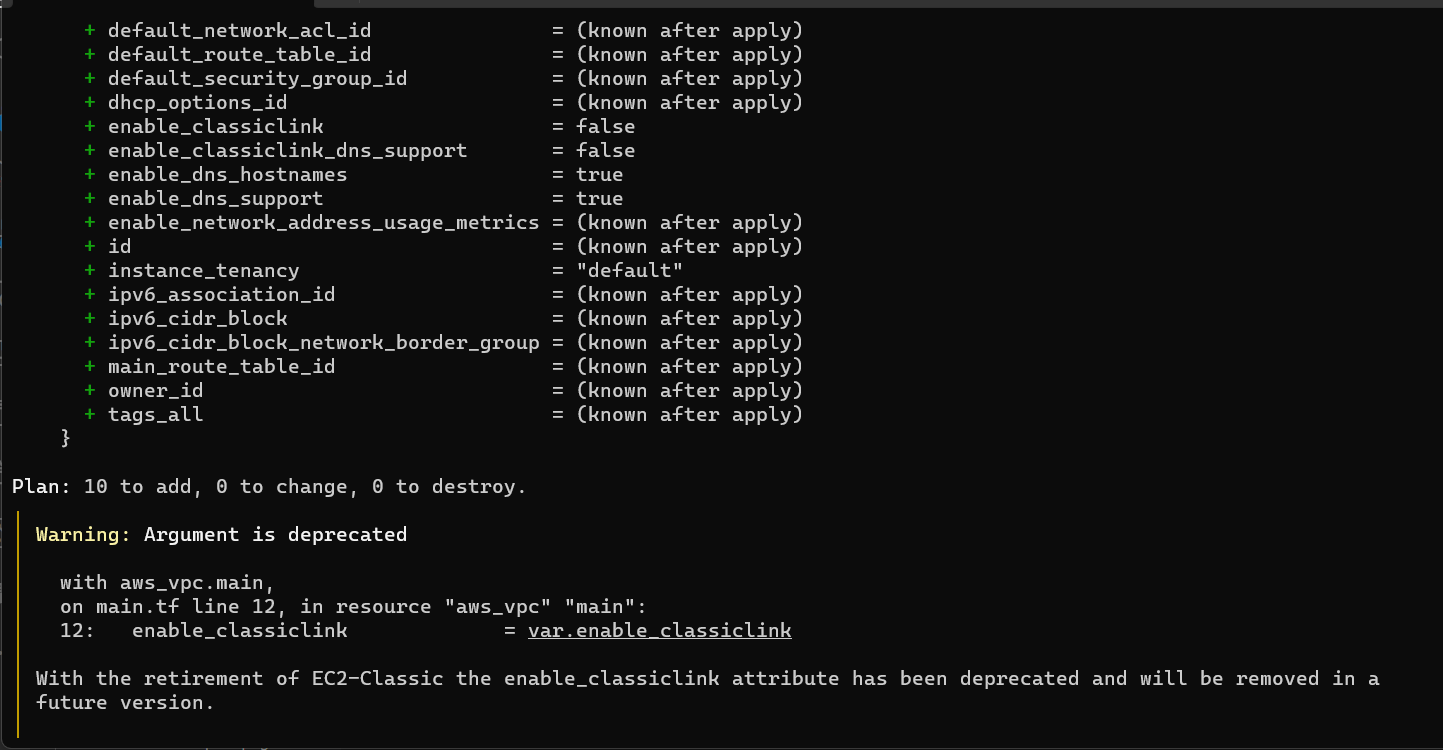 + default_network_acl_id = (known after apply)
+ default_route_table_id = (known after apply)
+ default_security_group_id = (known after apply)
+ dhcp_options_id = (known after apply)
+ enable_classiclink = false
+ enable_classiclink_dns_support = false
+ enable_dns_hostnames = true
+ enable_dns_support = true
+ enable_network_address_usage_metrics = (known after apply)
+ id = (known after apply)
+ instance_tenancy = "default"
+ ipv6_association_id = (known after apply)
+ ipv6_cidr_block = (known after apply)
+ ipv6_cidr_block_network_border_group = (known after apply)
+ main_route_table_id = (known after apply)
+ owner_id = (known after apply)
+ tags_all = (known after apply)
}
Plan: 10 to add, 0 to change, 0 to destroy.
Warning: Argument is deprecated
with aws_vpc.main,
on main.tf line 12, in resource "aws_vpc" "main":
12: enable_classiclink = var.enable_classiclink
With the retirement of EC2-Classic the enable_classiclink attribute has been deprecated and will be removed in a
future version.